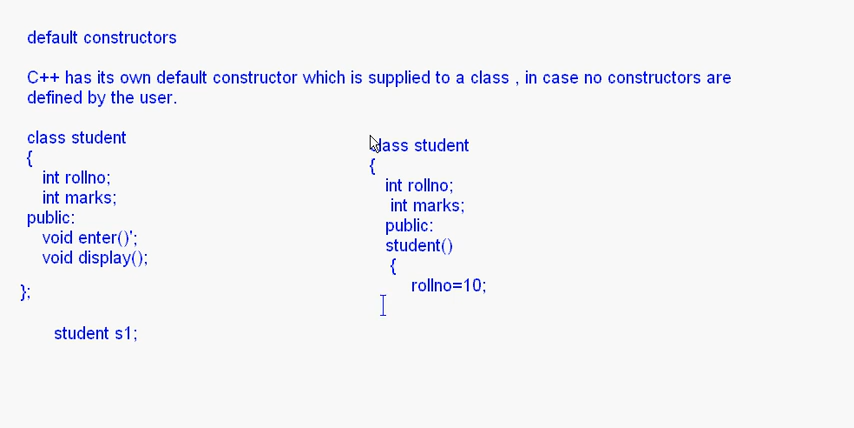 default constructors
C++ has its own default constructor which is supplied to a class , in case no constructors are
defined by the user.
class student
{
int rollno;
int marks;
public:
void enter()';
void display();
};
student s1;
class student
{
int rollno;
int marks;
public:
student()
{
rollno=10;